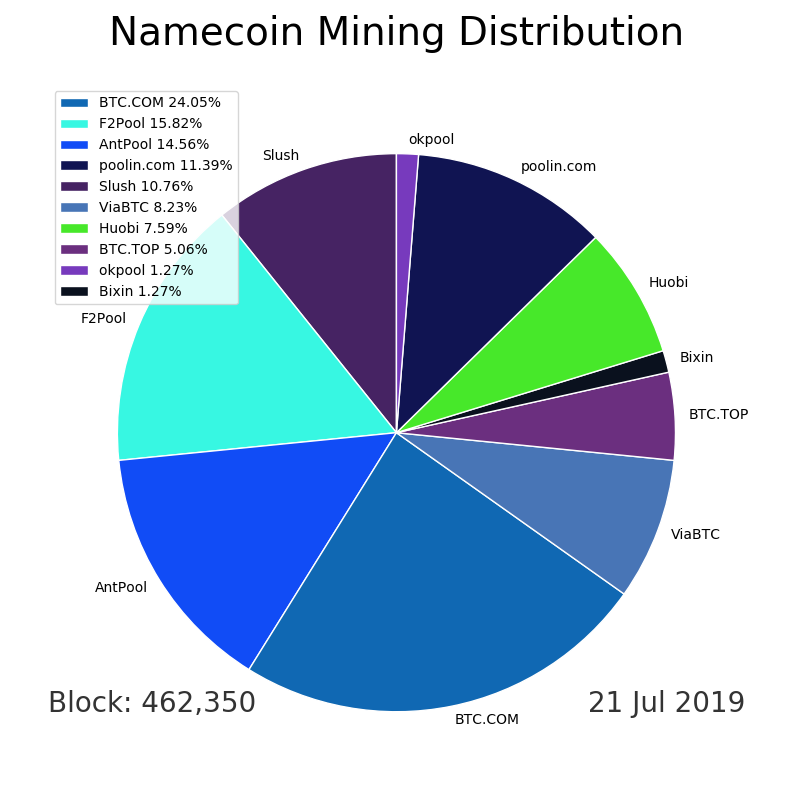 Namecoin Mining Distribution
BTC.COM 24.05%
F2Pool 15.82%
AntPool 14.56%
poolin.com 11.39%
Slush 10.76%
ViaBTC 8.23%
Huobi 7.59%
BTC.TOP 5.06%
okpool 1.27%
Bixin 1.27%
okpool
Slush
poolin.com
Huobi
F2Pool
Bixin
BTC.TOP
ViaBTC
AntPool
BTC.COM
Block: 462,350
21 Jul 2019